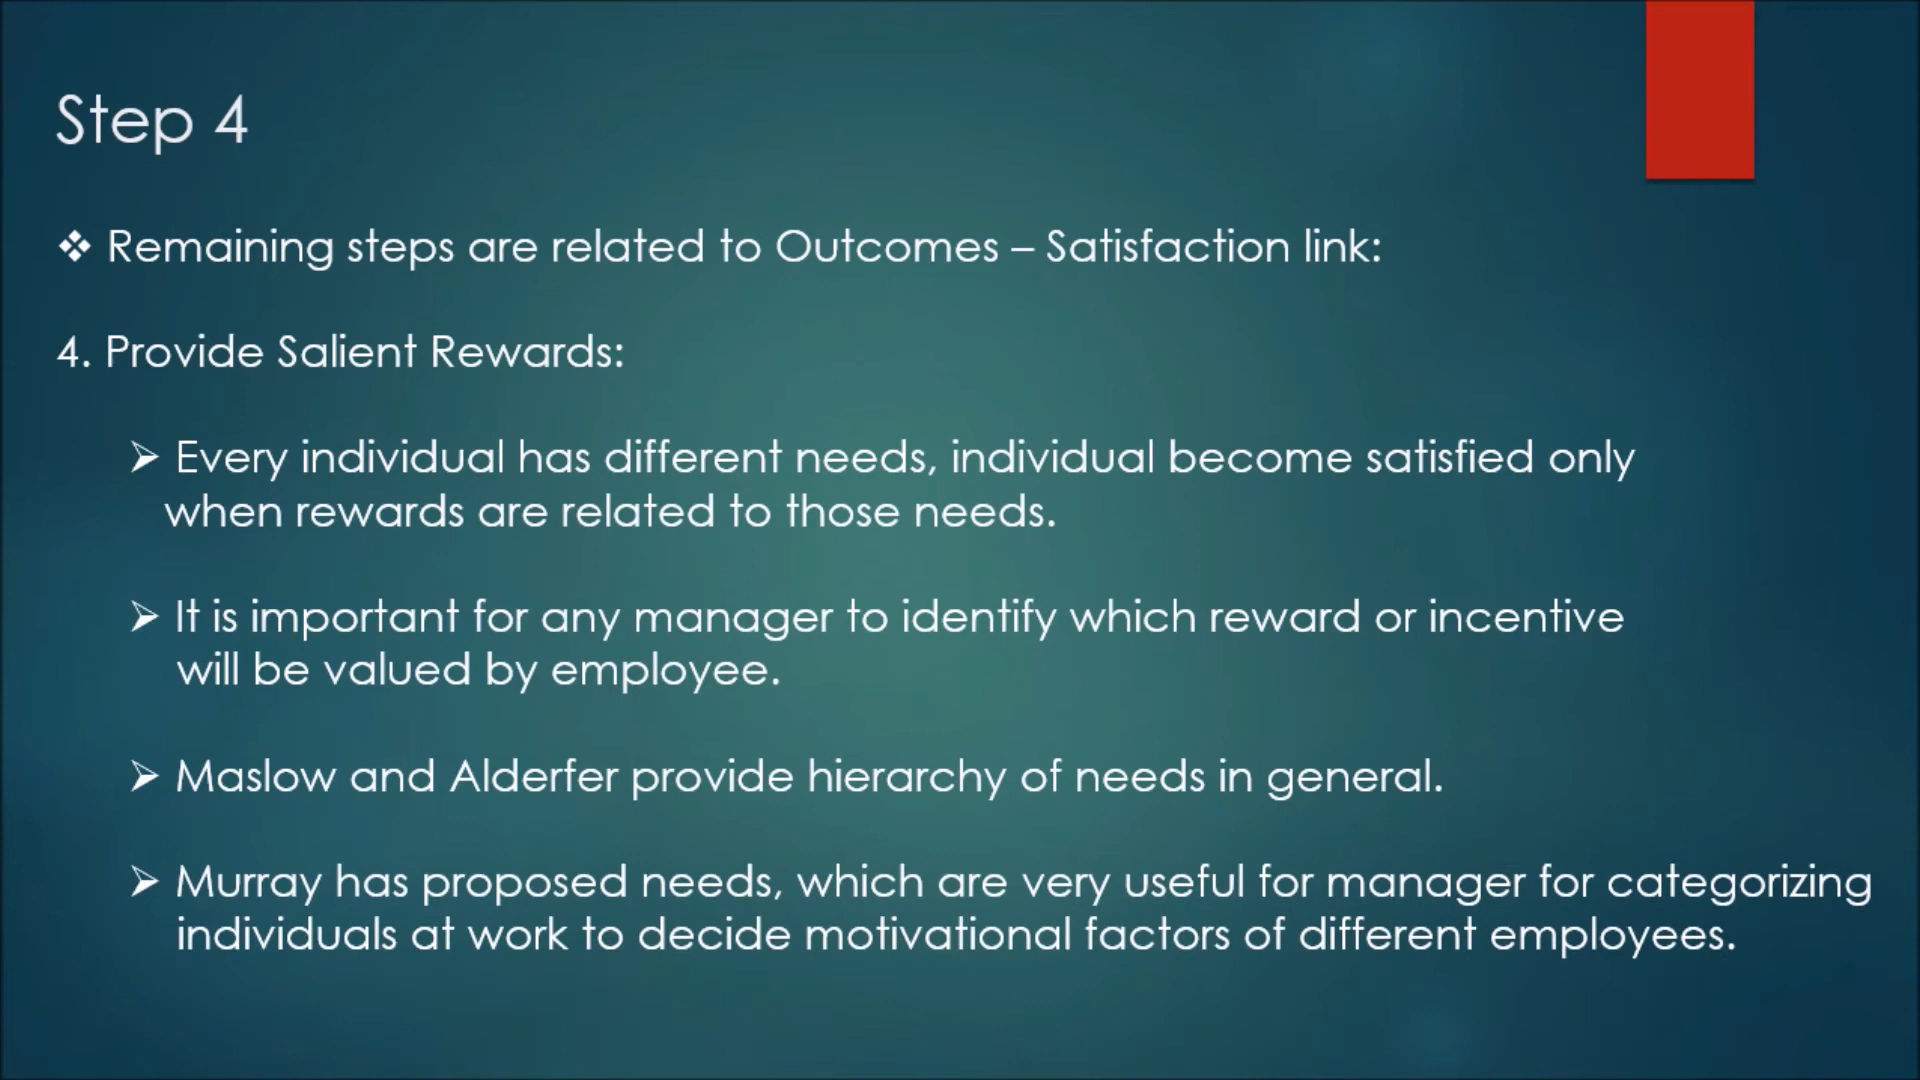 Step 4
❖ Remaining steps are related to Outcomes – Satisfaction link:
4. Provide Salient Rewards:
➢ Every individual has different needs, individual become satisfied only
when rewards are related to those needs.
➢ It is important for any manager to identify which reward or incentive
will be valued by employee.
➢ Maslow and Alderfer provide hierarchy of needs in general.
➢ Murray has proposed needs, which are very useful for manager for categorizing
individuals at work to decide motivational factors of different employees.